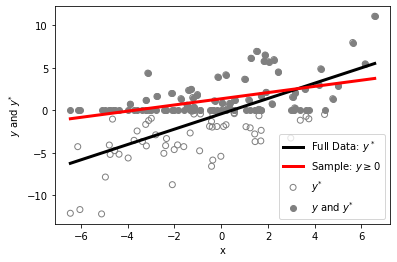 10
5
0
−5
−10
y and y*
−6 −4 −2 0 2 4 6
x
Full Data: y*
Sample: y ≥ 0
y*
y and y*